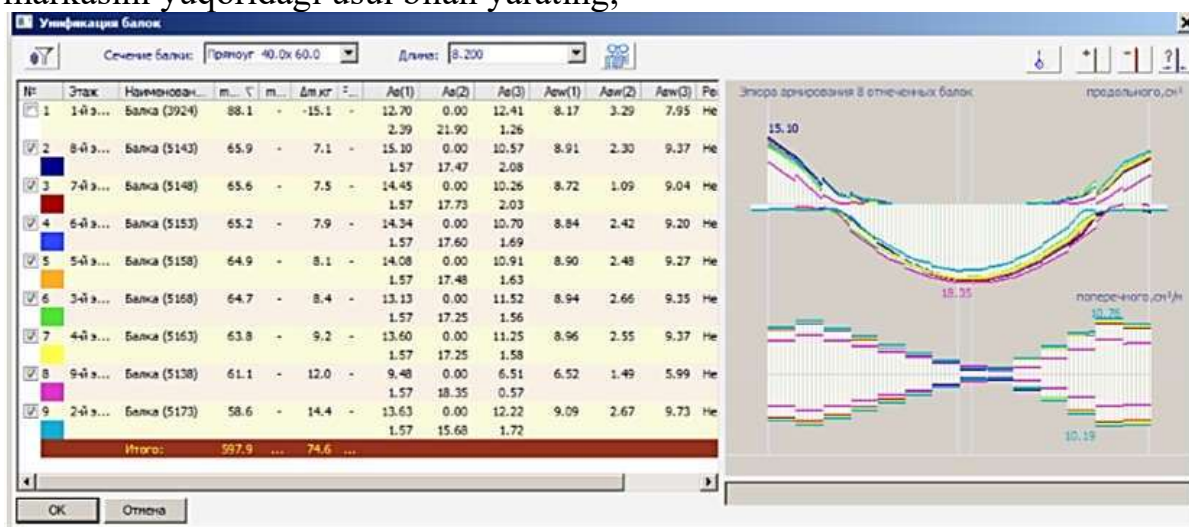 markasini yuqoridagi usul bilan yarating;
Унификация балок
Сечение балки: Прямоуг 40.0x 60.0 Длина: 8.200
№ Этаж Наименован... m... m... Δm,кг As(1) As(2) As(3) Asw(1) Asw(2) Asw(3) Ре
1 1-й э... Балка (3924) 88.1 - -15.1 - 12.70 0.00 12.41 8.17 3.29 7.95 Не
2.39 21.90 1.26
2 8-й э... Балка (5143) 65.9 - 7.1 - 15.10 0.00 10.57 8.91 2.30 9.37 Не
1.57 17.47 2.08
3 7-й э... Балка (5148) 65.6 - 7.5 - 14.45 0.00 10.26 8.72 1.09 9.04 Не
1.57 17.73 2.03
4 6-й э... Балка (5153) 65.2 - 7.9 - 14.34 0.00 10.70 8.84 2.42 9.20 Не
1.57 17.60 1.69
5 5-й э... Балка (5158) 64.9 - 8.1 - 14.08 0.00 10.91 8.90 2.48 9.27 Не
1.57 17.48 1.63
6 3-й э... Балка (5168) 64.7 - 8.4 - 13.13 0.00 11.52 8.94 2.66 9.35 Не
1.57 17.25 1.56
7 4-й э... Балка (5163) 63.8 - 9.2 - 13.60 0.00 11.25 8.96 2.55 9.37 Не
1.57 17.25 1.58
8 9-й э... Балка (5138) 61.1 - 12.0 - 9.48 0.00 6.51 6.52 1.49 5.99 Не
1.57 18.35 0.57
9 2-й э... Балка (5173) 58.6 - 14.4 - 13.63 0.00 12.22 9.09 2.67 9.73 Не
1.57 15.68 1.72
Итого: 597.9 ... 74.6 ...
OK Отмена
Эпюра армирования 8 отмеченных балок продольного,см²
15.10
18.35
поперечного,см²/м
10.76
10.19